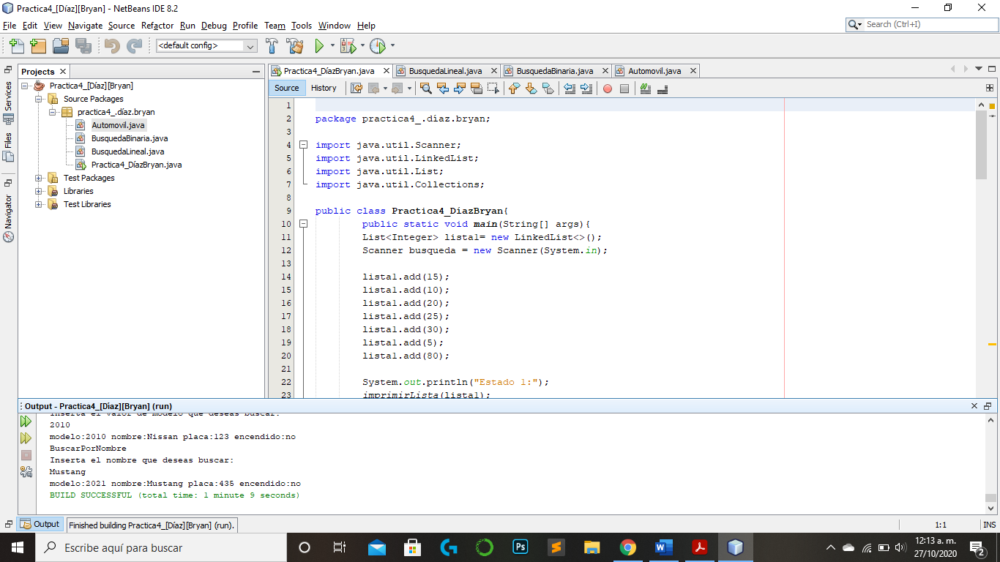 Practica4_[Díaz][Bryan] - NetBeans IDE 8.2
File Edit View Navigate Source Refactor Run Debug Profile Team Tools Window Help
Search (Ctrl+I)
<default config>
Projects
Services
Files
Navigator
Practica4_[Díaz][Bryan]
Source Packages
practica4_.díaz.bryan
Automovil.java
BusquedaBinaria.java
BusquedaLineal.java
Practica4_DíazBryan.java
Test Packages
Libraries
Test Libraries
Practica4_DíazBryan.java BusquedaLineal.java BusquedaBinaria.java Automovil.java
Source History
1
2 package practica4_.díaz.bryan;
3
4 import java.util.Scanner;
5 import java.util.LinkedList;
6 import java.util.List;
7 import java.util.Collections;
8
9 public class Practica4_DíazBryan{
10 public static void main(String[] args){
11 List<Integer> lista1= new LinkedList<>();
12 Scanner busqueda = new Scanner(System.in);
13
14 lista1.add(15);
15 lista1.add(10);
16 lista1.add(20);
17 lista1.add(25);
18 lista1.add(30);
19 lista1.add(5);
20 lista1.add(80);
21
22 System.out.println("Estado 1:");
23 imprimirLista(lista1);
Output - Practica4_[Díaz][Bryan] (run)
Inserta el valor de modelo que deseas buscar:
2010
modelo:2010 nombre:Nissan placa:123 encendido:no
BuscarPorNombre
Inserta el nombre que deseas buscar:
Mustang
modelo:2021 nombre:Mustang placa:435 encendido:no
BUILD SUCCESSFUL (total time: 1 minute 9 seconds)
Output
Finished building Practica4_[Díaz][Bryan] (run).
1:1
INS
Escribe aquí para buscar
Ps
12:13 a. m.
27/10/2020
2